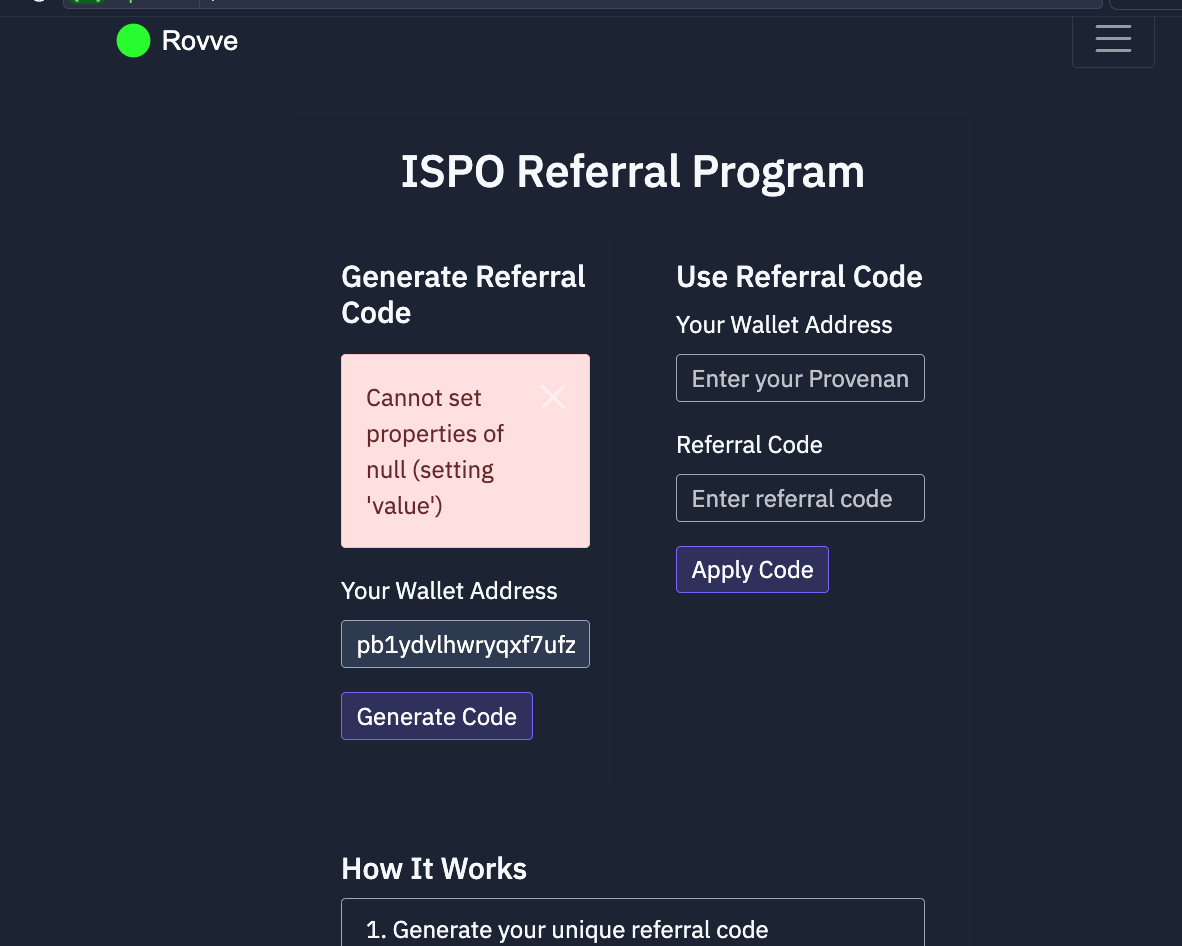 Rovve
ISPO Referral Program
Generate Referral
Code
Cannot set
properties of
null (setting
'value')
Your Wallet Address
pb1ydvlhwryqxf7ufz
Generate Code
Use Referral Code
Your Wallet Address
Enter your Provenan
Referral Code
Enter referral code
Apply Code
How It Works
1. Generate your unique referral code